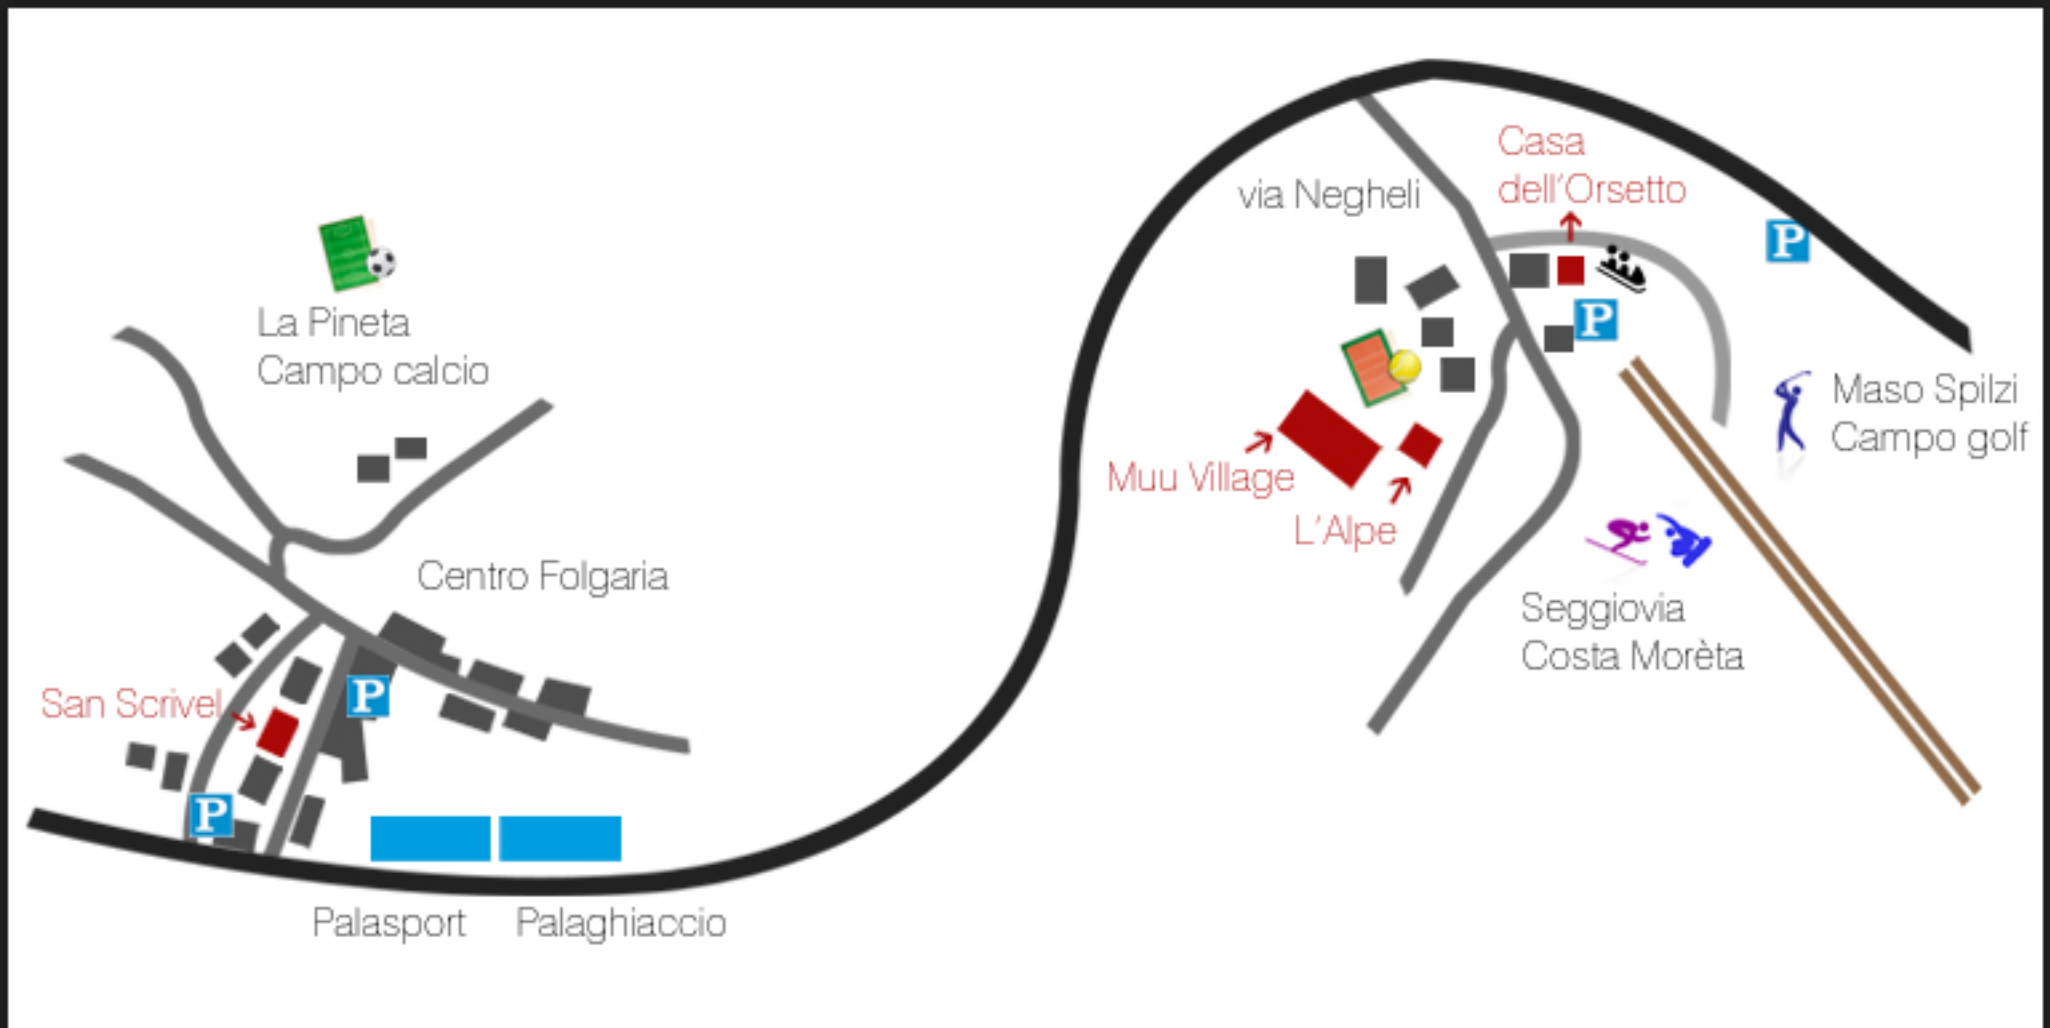 Casa
dell'Orsetto
via Negheli
P
La Pineta
Campo calcio
P
Maso Spilzi
Campo golf
Muu Village
L'Alpe
Centro Folgaria
Seggiovia
Costa Morèta
San Scrivel
P
P
Palasport
Palaghiaccio